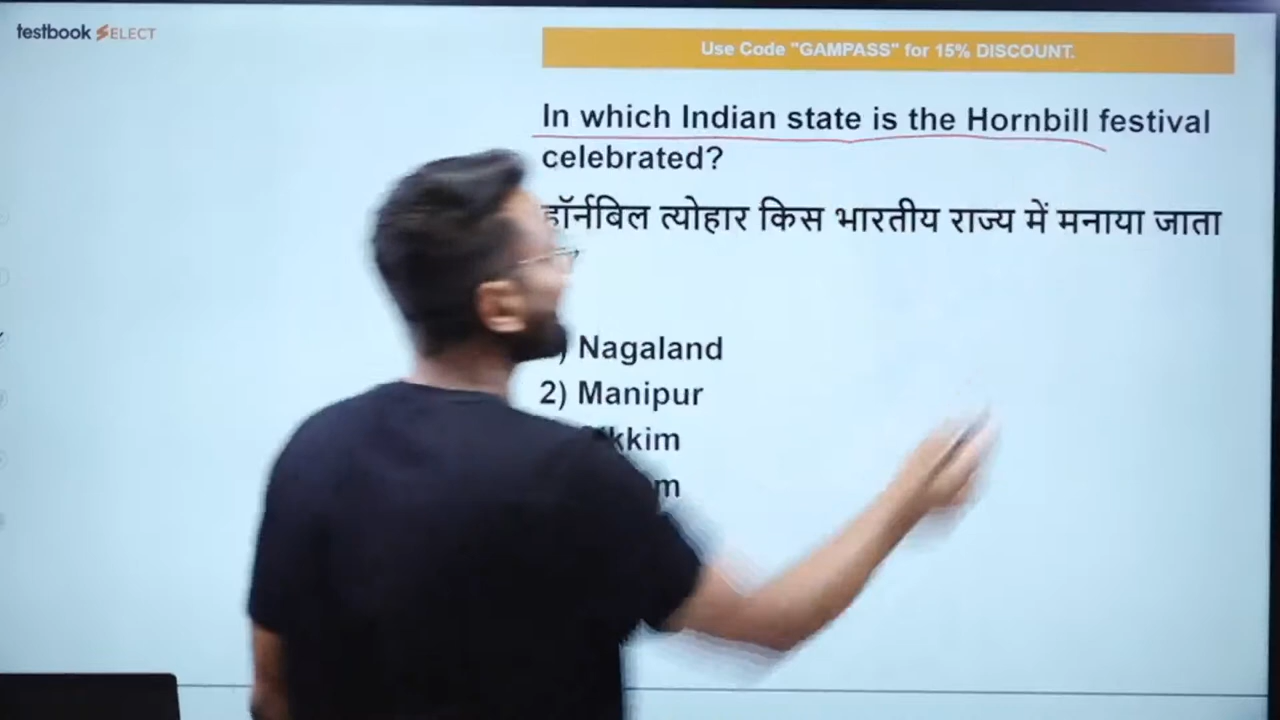 testbook SELECT
Use Code "GAMPASS" for 15% DISCOUNT.
In which Indian state is the Hornbill festival
celebrated?
हॉर्नबिल त्योहार किस भारतीय राज्य में मनाया जाता
Nagaland
2) Manipur